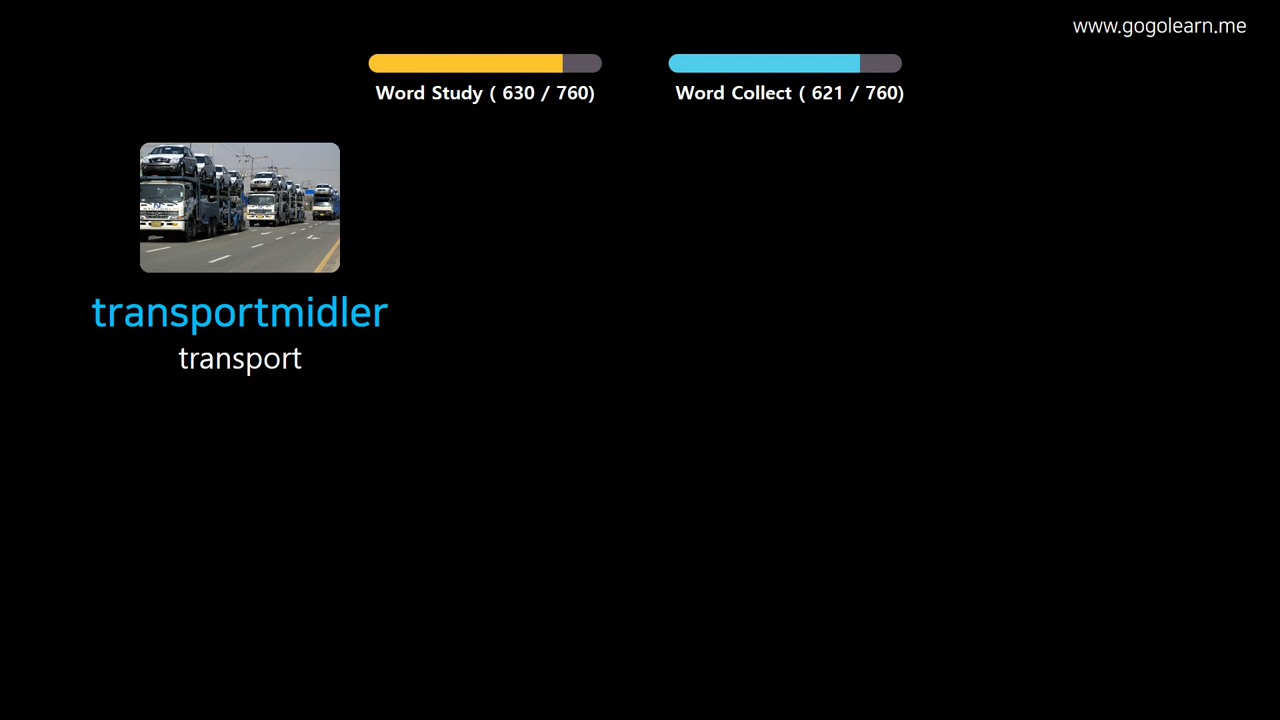 www.gogolearn.me
Word Study ( 630 / 760)
Word Collect ( 621 / 760)
transportmidler
transport